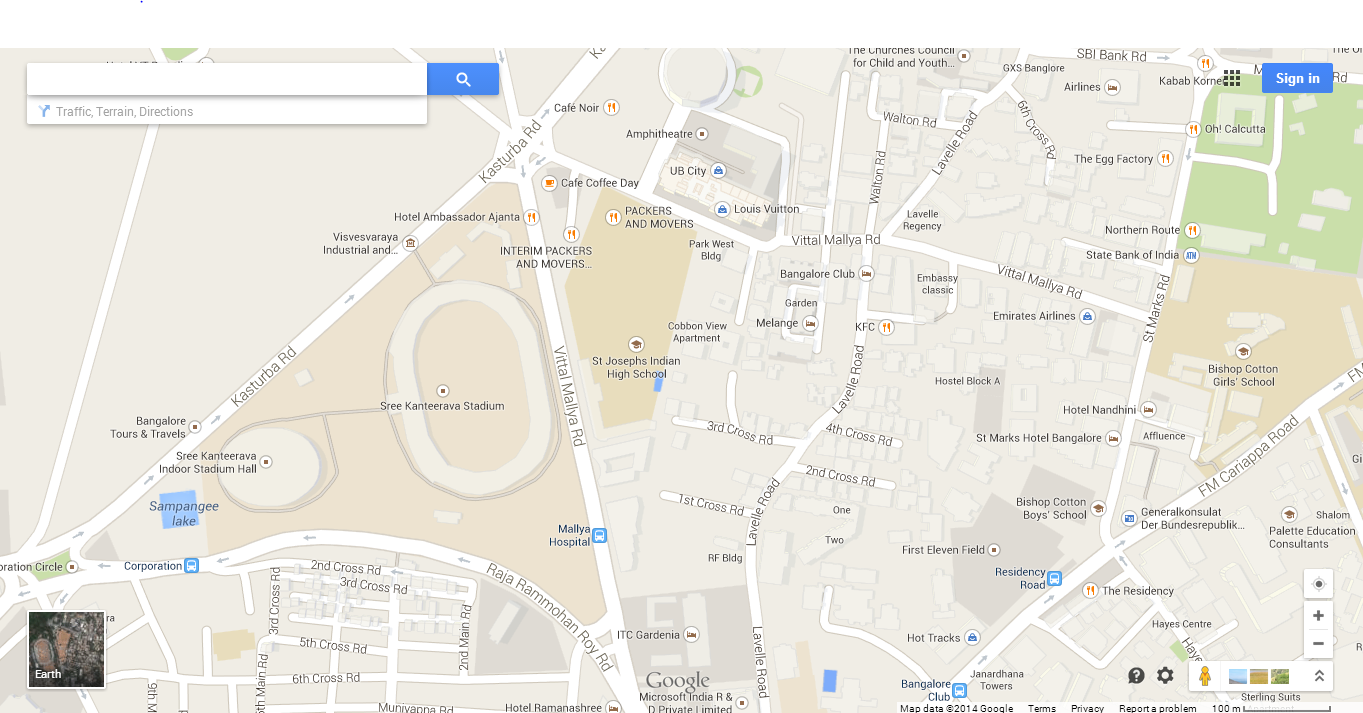 The Churches Council
for Child and Youth...
SBI Bank Rd
GXS Banglore
Kabab Korner
Sign in
Airlines
Traffic, Terrain, Directions
Café Noir
Kasturba Rd
Amphitheatre
Walton Rd
6th Cross Rd
Lavelle Road
Oh! Calcutta
The Egg Factory
UB City
Cafe Coffee Day
Walton Rd
Louis Vuitton
Hotel Ambassador Ajanta
PACKERS
AND MOVERS
Lavelle
Regency
Northern Route
Visvesvaraya
Industrial and...
INTERIM PACKERS
AND MOVERS...
Park West
Bldg
Vittal Mallya Rd
State Bank of India
ATM
Bangalore Club
Embassy
classic
Vittal Mallya Rd
St Marks Rd
Garden
Melange
KFC
Emirates Airlines
Cobbon View
Apartment
Kasturba Rd
Vittal Mallya Rd
St Josephs Indian
High School
Lavelle Road
Bishop Cotton
Girls' School
Hostel Block A
Sree Kanteerava Stadium
Hotel Nandhini
Bangalore
Tours & Travels
3rd Cross Rd
4th Cross Rd
St Marks Hotel Bangalore
Affluence
FM Cariappa Road
Sree Kanteerava
Indoor Stadium Hall
2nd Cross Rd
Sampangee
lake
1st Cross Rd
Lavelle Road
One
Bishop Cotton
Boys' School
Generalkonsulat
Der Bundesrepublik...
Shalom
Palette Education
Consultants
Mallya
Hospital
Two
RF Bldg
First Eleven Field
oration Circle
Corporation
2nd Cross Rd
3rd Cross Rd
3rd Cross Rd
Raja Rammohan Roy Rd
Residency
Road
The Residency
2nd Main Rd
ITC Gardenia
Hot Tracks
Hayes Centre
5th Cross Rd
Lavelle Road
Earth
6th Cross Rd
Google
Janardhana
Towers
Bangalore
Club
Microsoft India R &
D Private Limited
Sterling Suits
Hotel Ramanashree
Muniyappa Rd
Map data ©2014 Google
Terms
Privacy
Report a problem
100 m